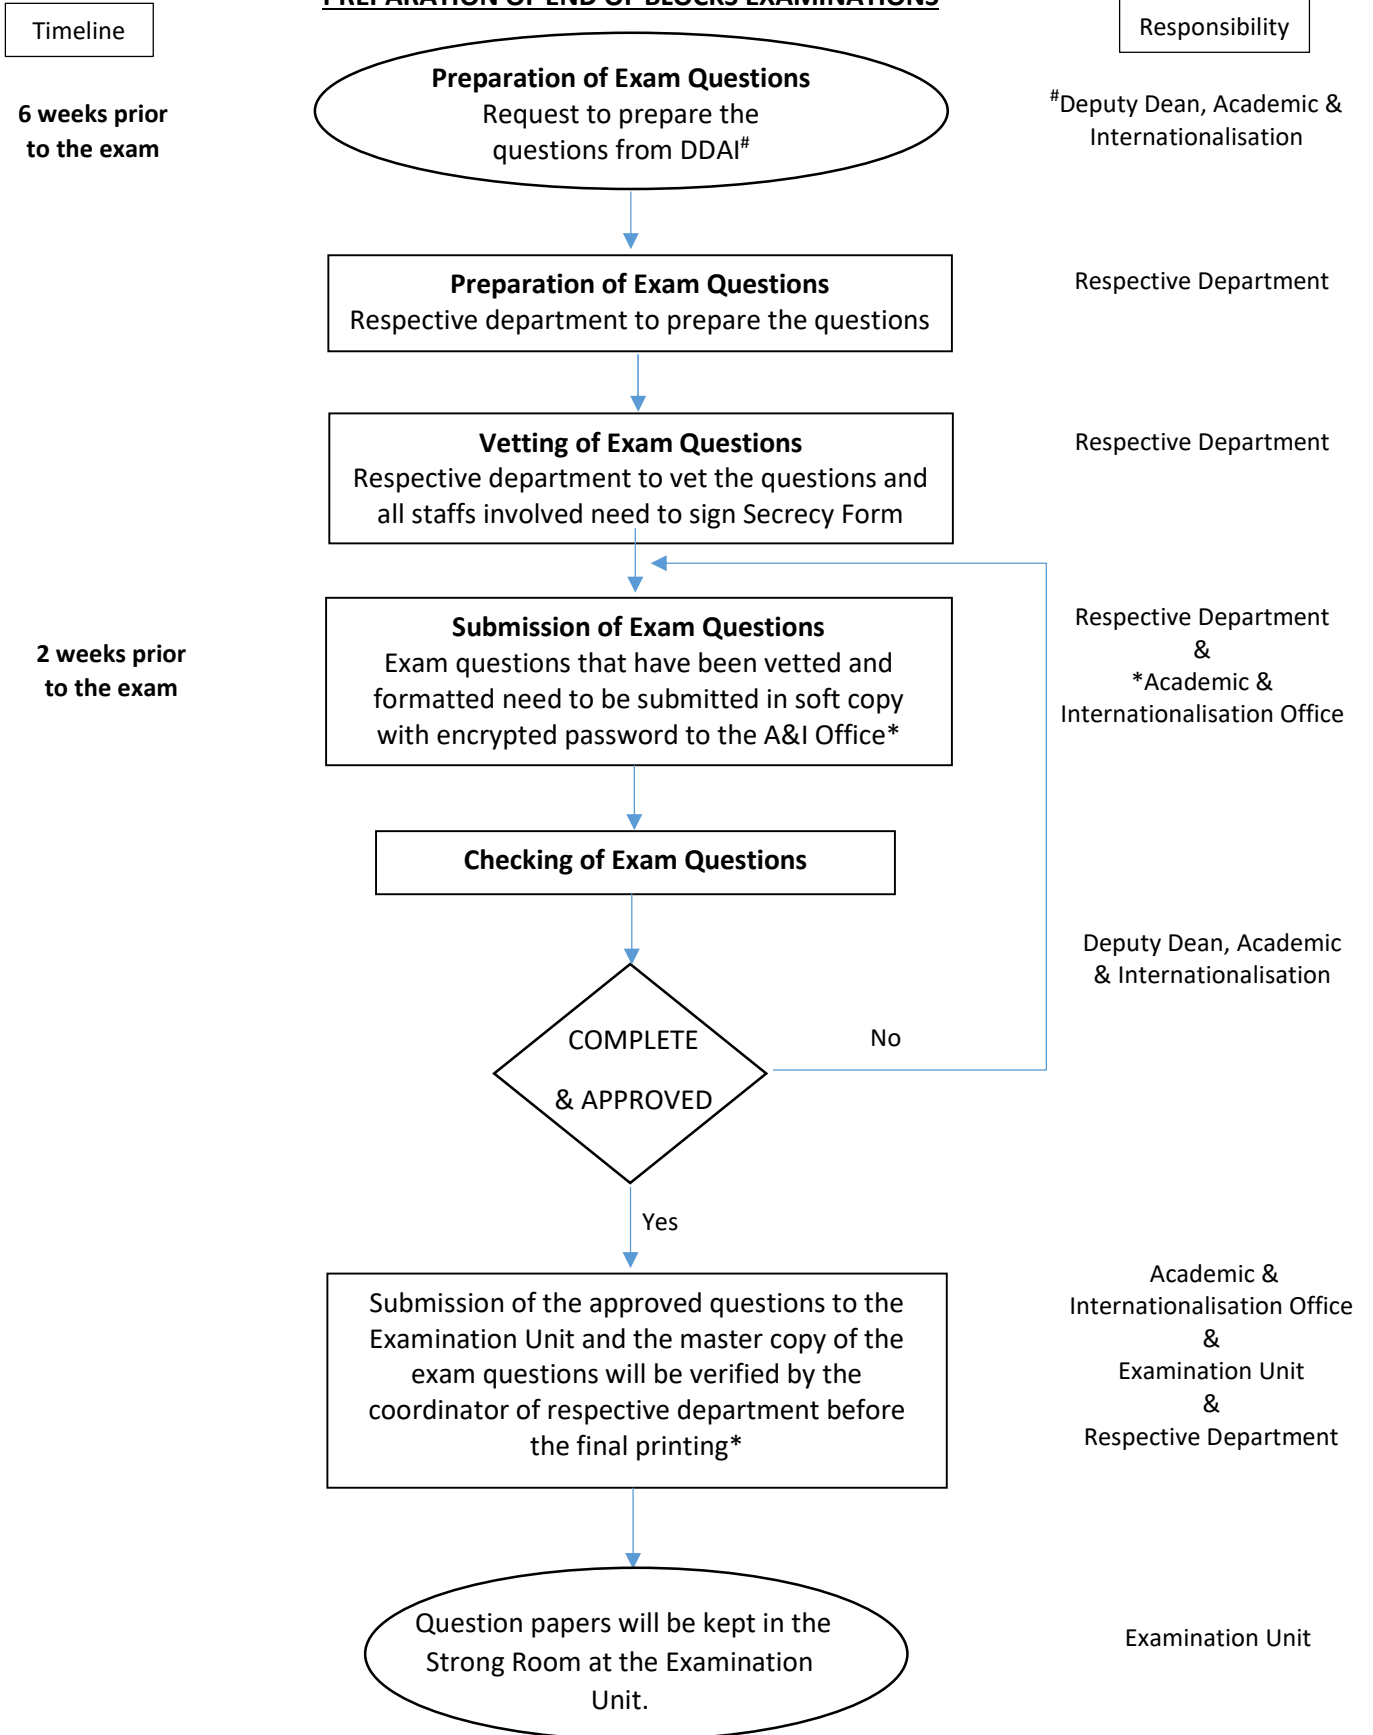 PREPARATION OF END OF BLOCKS EXAMINATIONS
Timeline
Responsibility
6 weeks prior
to the exam
Preparation of Exam Questions
Request to prepare the
questions from DDAI#
#Deputy Dean, Academic &
Internationalisation
Preparation of Exam Questions
Respective department to prepare the questions
Respective Department
Vetting of Exam Questions
Respective department to vet the questions and
all staffs involved need to sign Secrecy Form
Respective Department
2 weeks prior
to the exam
Submission of Exam Questions
Exam questions that have been vetted and
formatted need to be submitted in soft copy
with encrypted password to the A&I Office*
Respective Department
&
*Academic &
Internationalisation Office
Checking of Exam Questions
Deputy Dean, Academic
& Internationalisation
COMPLETE
& APPROVED
No
Yes
Submission of the approved questions to the
Examination Unit and the master copy of the
exam questions will be verified by the
coordinator of respective department before
the final printing*
Academic &
Internationalisation Office
&
Examination Unit
&
Respective Department
Question papers will be kept in the
Strong Room at the Examination
Unit.
Examination Unit